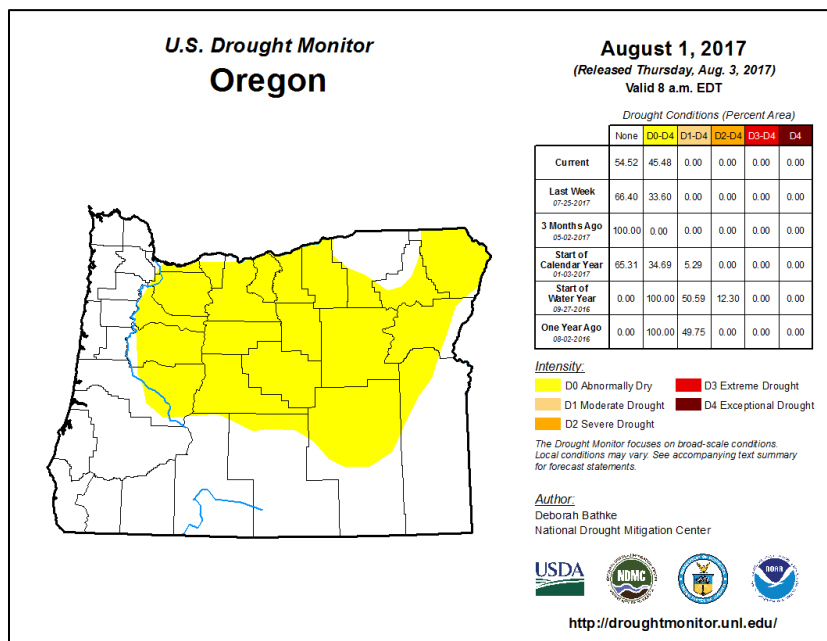 U.S. Drought Monitor
Oregon
August 1, 2017
(Released Thursday, Aug. 3, 2017)
Valid 8 a.m. EDT
Drought Conditions (Percent Area)
None D0-D4 D1-D4 D2-D4 D3-D4 D4
Current 54.52 45.48 0.00 0.00 0.00 0.00
Last Week
07-25-2017 66.40 33.60 0.00 0.00 0.00 0.00
3 Months Ago
05-02-2017 100.00 0.00 0.00 0.00 0.00 0.00
Start of
Calendar Year
01-03-2017 65.31 34.69 5.29 0.00 0.00 0.00
Start of
Water Year
09-27-2016 0.00 100.00 50.59 12.30 0.00 0.00
One Year Ago
08-02-2016 0.00 100.00 49.75 0.00 0.00 0.00
Intensity:
D0 Abnormally Dry D3 Extreme Drought
D1 Moderate Drought D4 Exceptional Drought
D2 Severe Drought
The Drought Monitor focuses on broad-scale conditions.
Local conditions may vary. See accompanying text summary
for forecast statements.
Author:
Deborah Bathke
National Drought Mitigation Center
USDA NDMC NOAA
http://droughtmonitor.unl.edu/